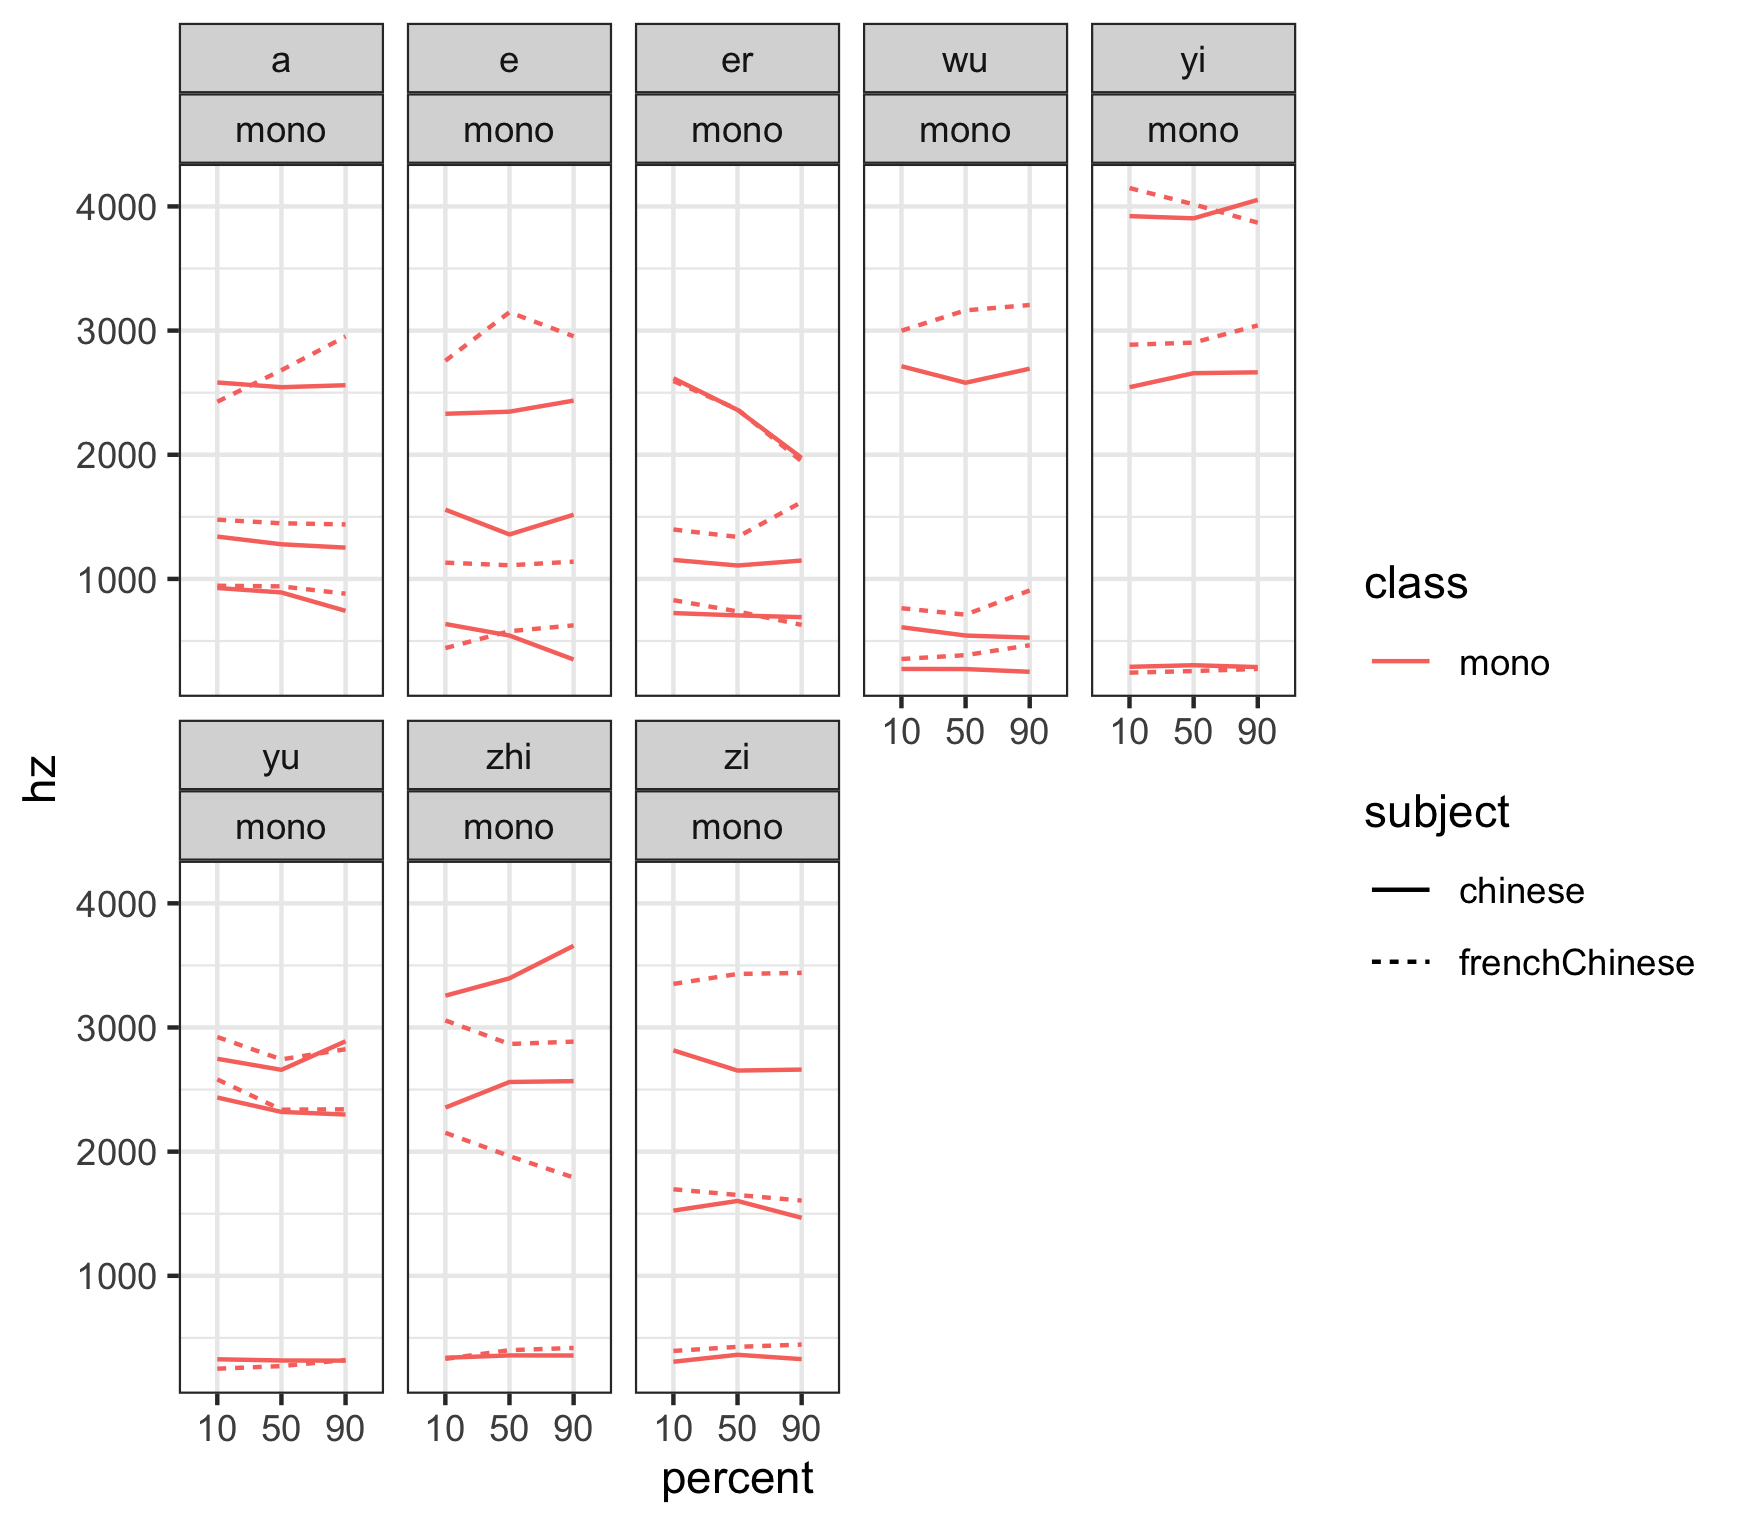 a e er wu yi
mono mono mono mono mono
4000
3000
2000
1000
10 50 90 10 50 90
yu zhi zi
mono mono mono
4000
3000
2000
1000
10 50 90 10 50 90 10 50 90
percent
hz
class
mono
subject
chinese
frenchChinese